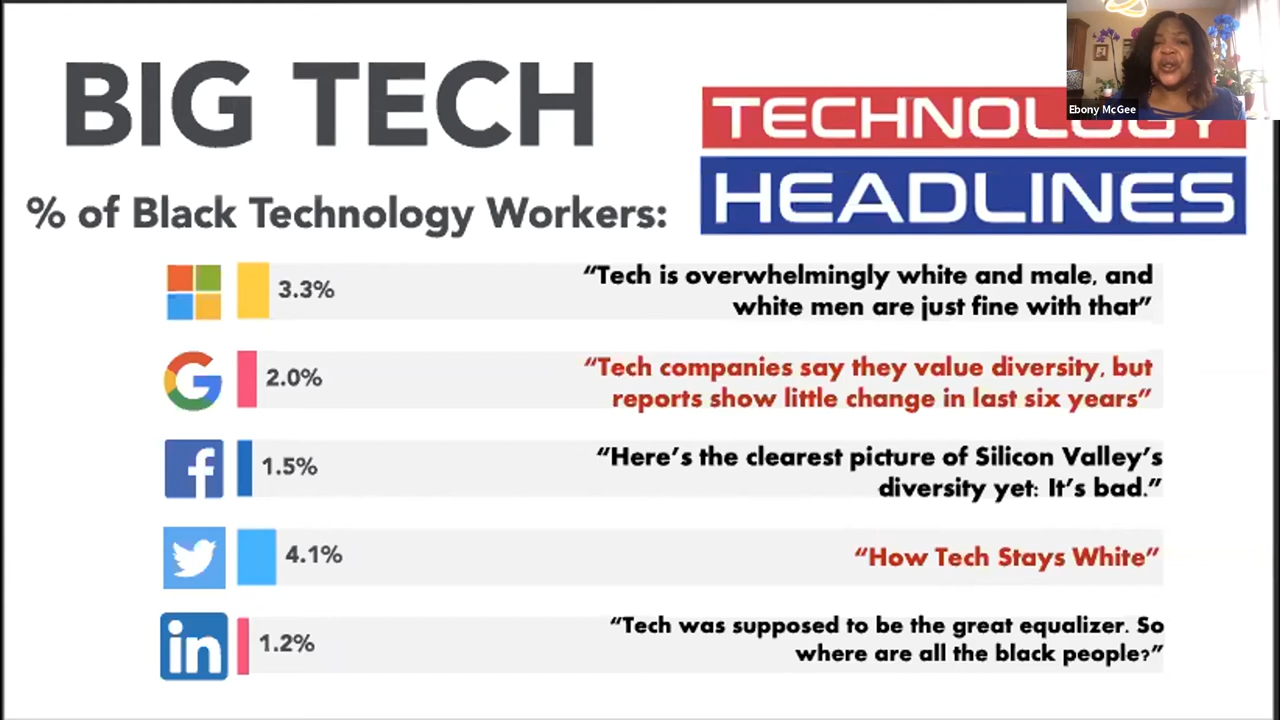 BIG TECH
% of Black Technology Workers:
TECHNOLOGY
HEADLINES
Ebony McGee
3.3%
“Tech is overwhelmingly white and male, and
white men are just fine with that”
2.0%
“Tech companies say they value diversity, but
reports show little change in last six years”
1.5%
“Here’s the clearest picture of Silicon Valley’s
diversity yet: It’s bad.”
4.1%
“How Tech Stays White”
in
1.2%
“Tech was supposed to be the great equalizer. So
where are all the black people?”